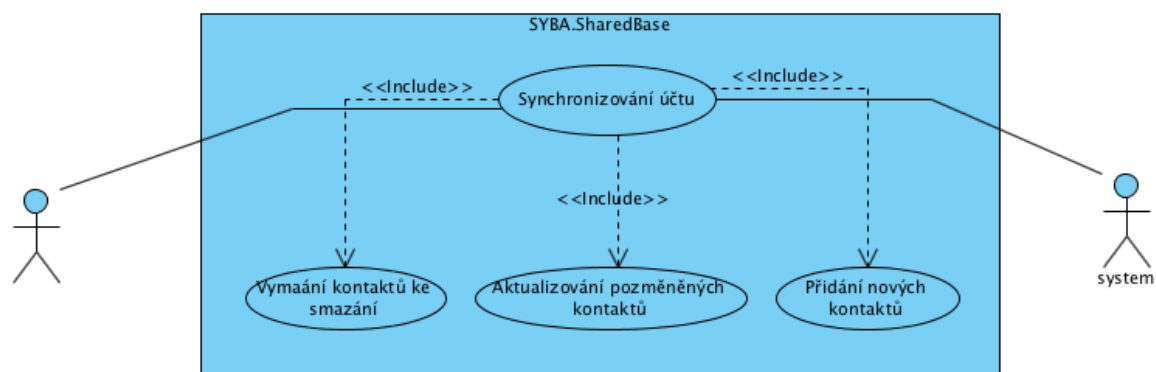 SYBA.SharedBase
<<Include>>
<<Include>>
Synchronizování účtu
<<Include>>
Vymaání kontaktů ke
smazání
Aktualizování pozměněných
kontaktů
Přidání nových
kontaktů
system